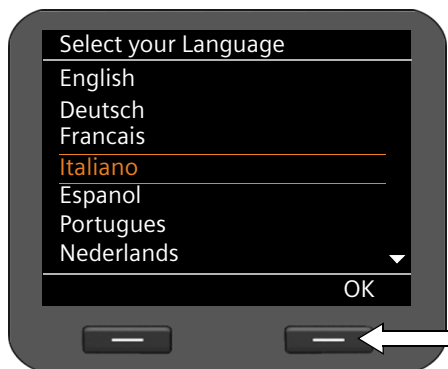 Select your Language
English
Deutsch
Francais
Italiano
Espanol
Portugues
Nederlands
OK